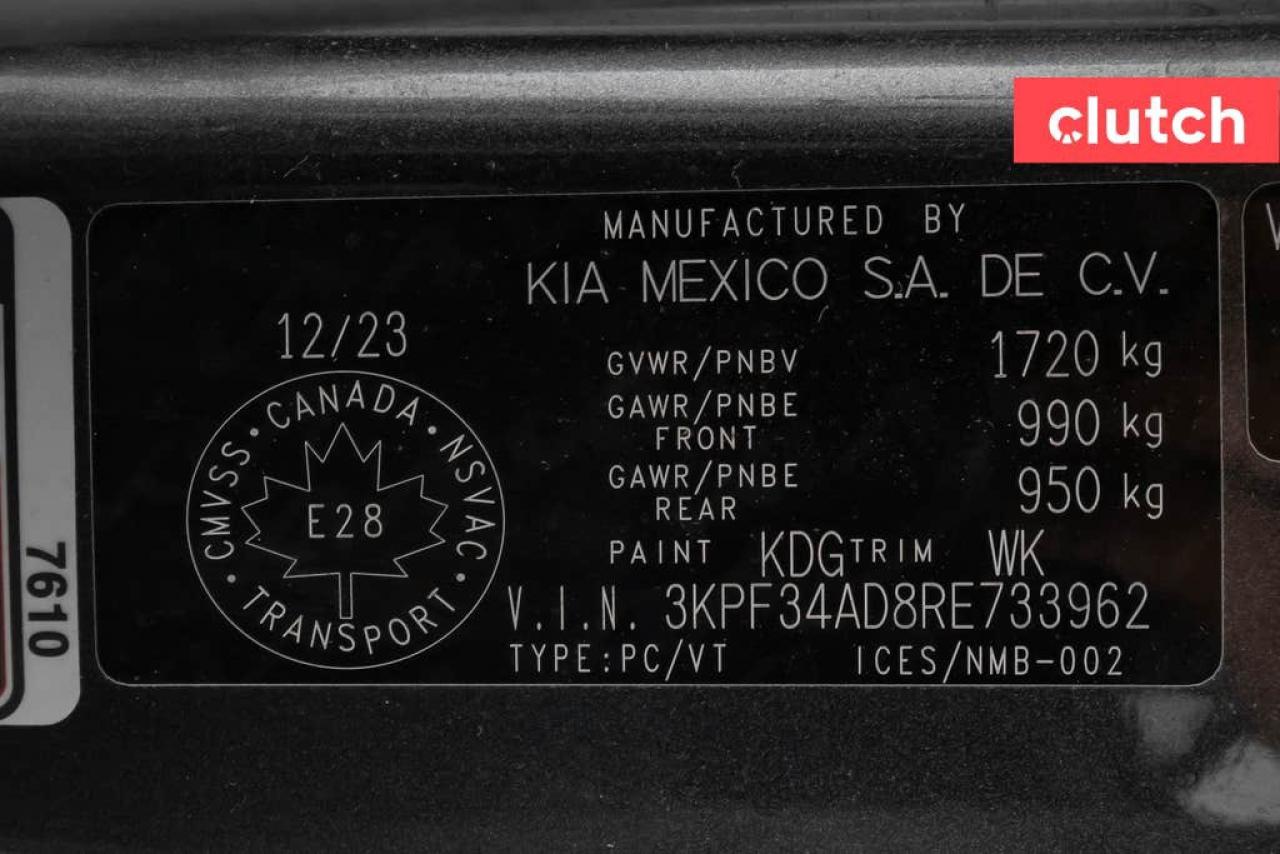 clutch
MANUFACTURED BY
KIA MEXICO S.A. DE C.V.
12/23
GVWR/PNBV 1720 kg
GAWR/PNBE FRONT 990 kg
GAWR/PNBE REAR 950 kg
CMVSS • CANADA • NSVAC • TRANSPORT •
E28
PAINT KDG TRIM WK
V.I.N. 3KPF34AD8RE733962
TYPE:PC/VT ICES/NMB-002
7610